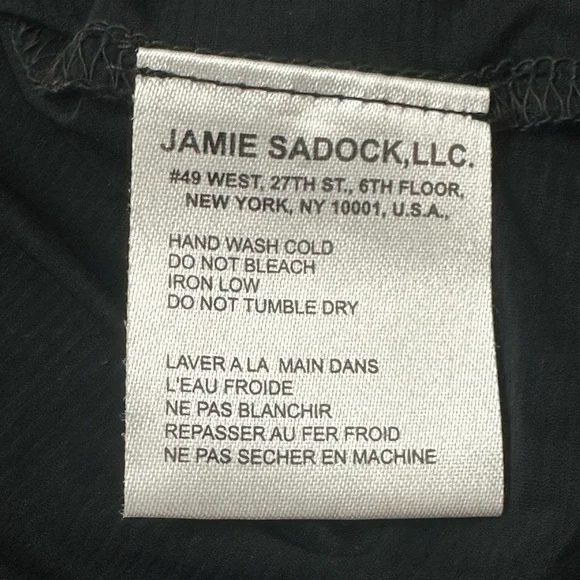 JAMIE SADOCK,LLC.
#49 WEST, 27TH ST., 6TH FLOOR,
NEW YORK, NY 10001, U.S.A.,
HAND WASH COLD
DO NOT BLEACH
IRON LOW
DO NOT TUMBLE DRY
LAVER A LA MAIN DANS
L'EAU FROIDE
NE PAS BLANCHIR
REPASSER AU FER FROID
NE PAS SECHER EN MACHINE